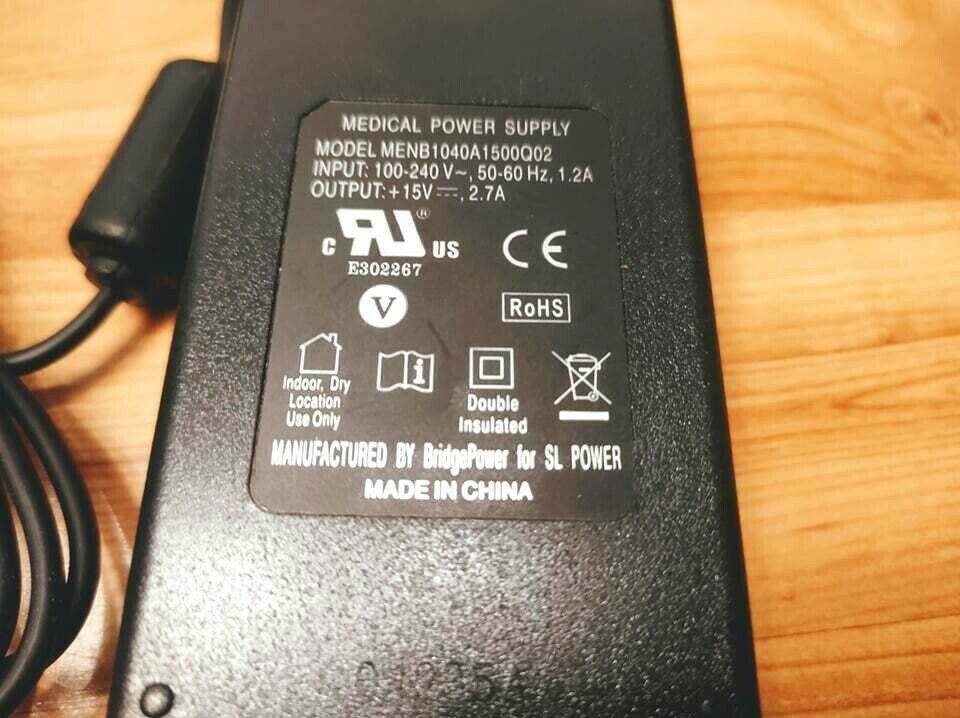 MEDICAL POWER SUPPLY
MODEL MENB1040A1500Q02
INPUT: 100-240 V~, 50-60 Hz, 1.2A
OUTPUT: +15V⎓, 2.7A
C RU® US
E302267
CE
V
RoHS
i
Indoor, Dry
Location
Use Only
Double
Insulated
MANUFACTURED BY BridgePower for SL POWER
MADE IN CHINA